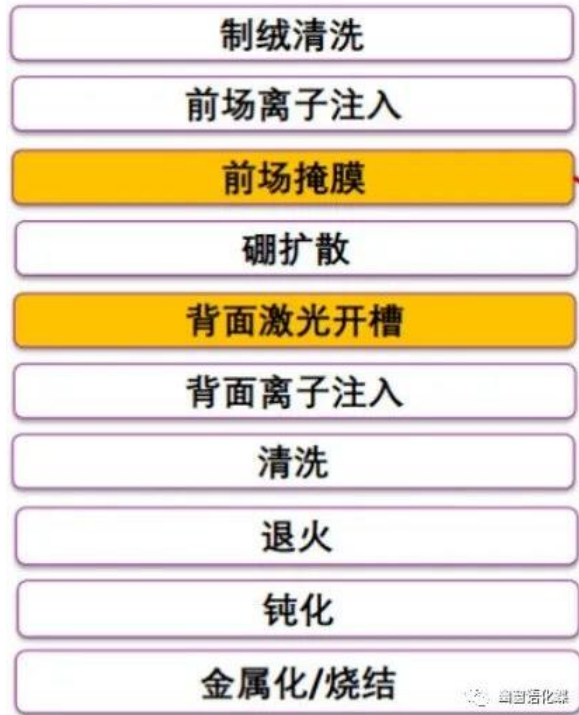 制绒清洗
前场离子注入
前场掩膜
硼扩散
背面激光开槽
背面离子注入
清洗
退火
钝化
金属化/烧结